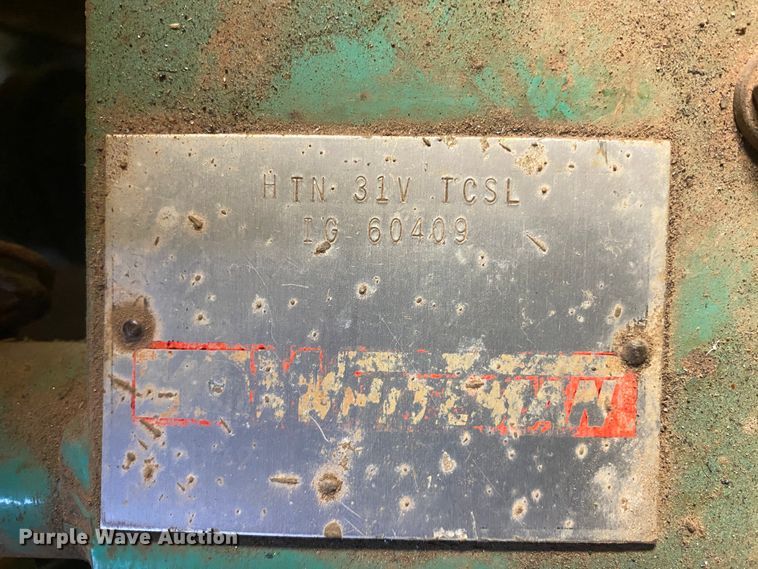 HTN 31V TCSL
IG 60409
WHITEMAN
Purple Wave Auction